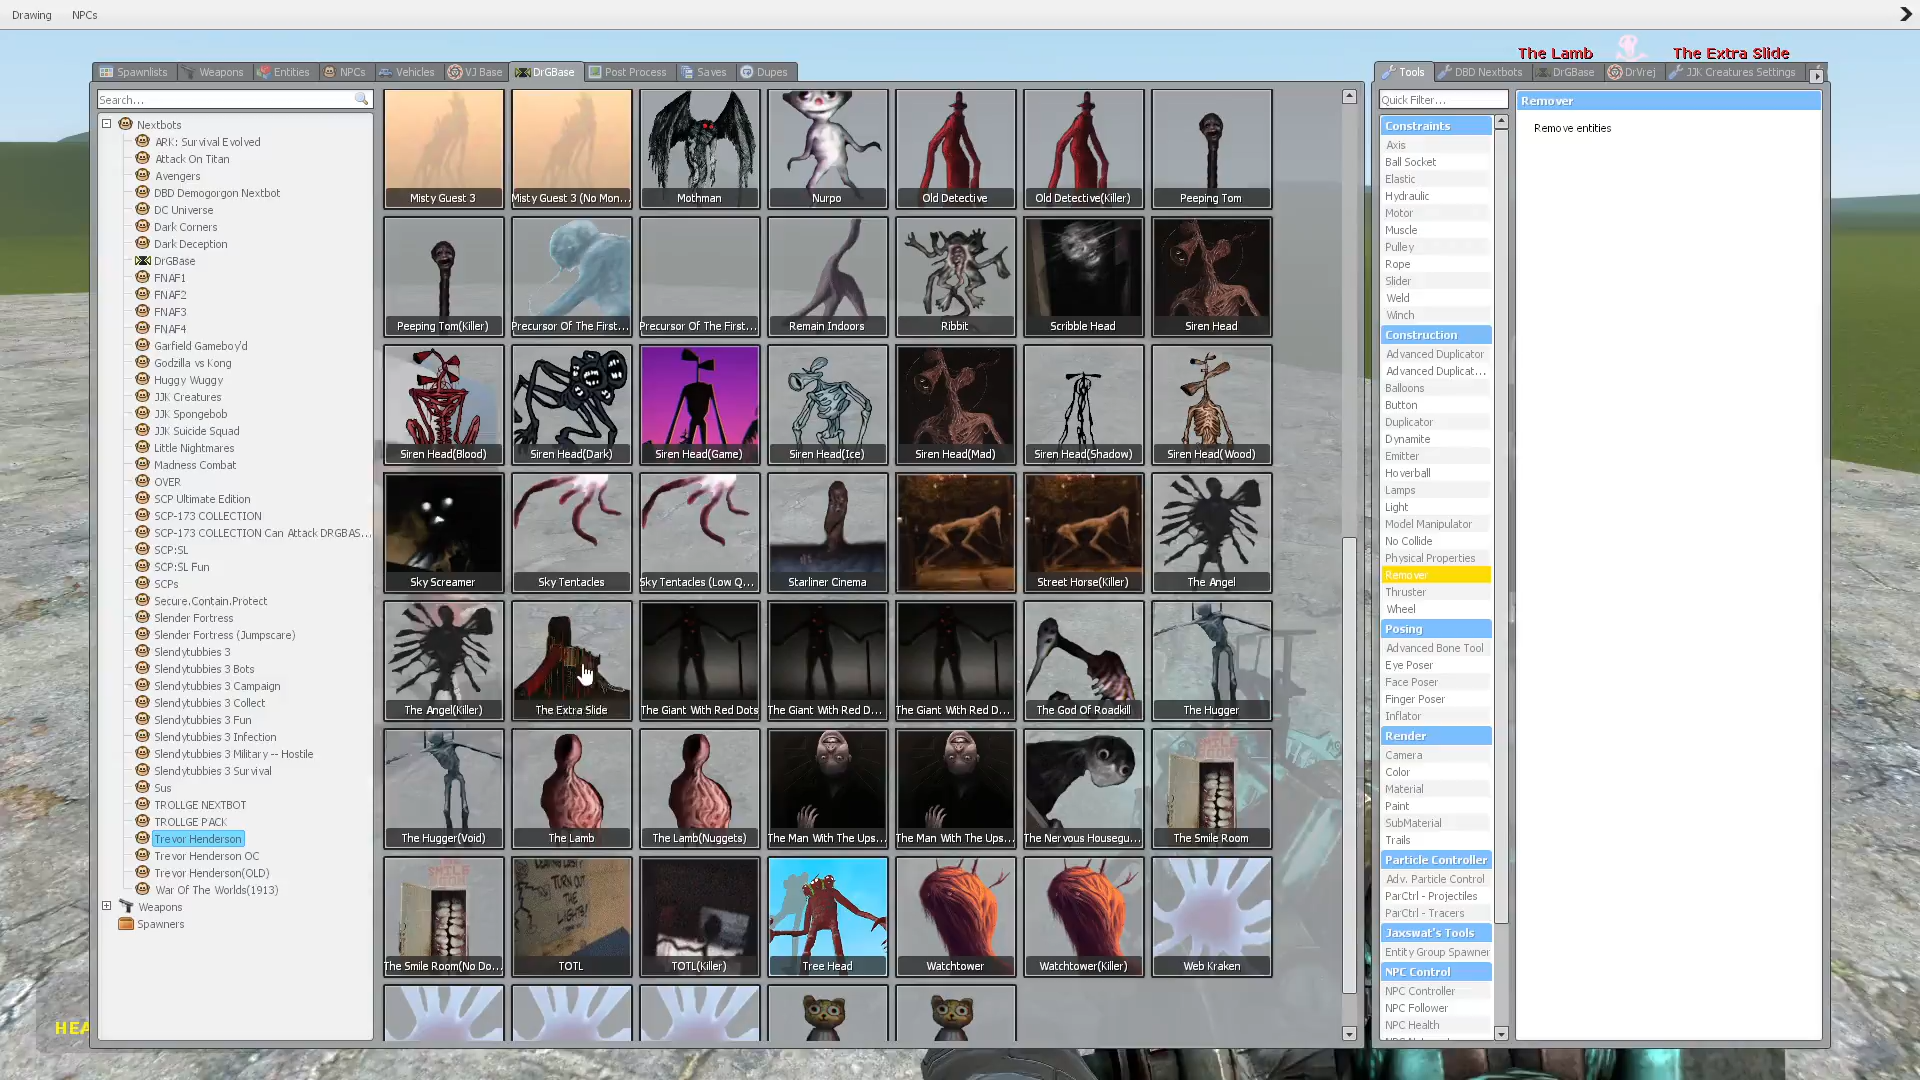 Drawing NPCs
The Lamb The Extra Slide
Spawnlists Weapons Entities NPCs Vehicles VJ Base DrGBase Post Process Saves Dupes
Tools DBD Nextbots DrGBase DrVrej JJK Creatures Settings
Search...
Nextbots
ARK: Survival Evolved
Attack On Titan
Avengers
DBD Demogorgon Nextbot
DC Universe
Dark Corners
Dark Deception
DrGBase
FNAF1
FNAF2
FNAF3
FNAF4
Garfield Gameboy'd
Godzilla vs Kong
Huggy Wuggy
JJK Creatures
JJK Spongebob
JJK Suicide Squad
Little Nightmares
Madness Combat
OVER
SCP Ultimate Edition
SCP-173 COLLECTION
SCP-173 COLLECTION Can Attack DRGBAS...
SCP:SL
SCP:SL Fun
SCPs
Secure.Contain.Protect
Slender Fortress
Slender Fortress (Jumpscare)
Slendytubbies 3
Slendytubbies 3 Bots
Slendytubbies 3 Campaign
Slendytubbies 3 Collect
Slendytubbies 3 Fun
Slendytubbies 3 Infection
Slendytubbies 3 Military -- Hostile
Slendytubbies 3 Survival
Sus
TROLLGE NEXTBOT
TROLLGE PACK
Trevor Henderson
Trevor Henderson OC
Trevor Henderson(OLD)
War Of The Worlds(1913)
Weapons
Spawners
HEA
Misty Guest 3 Misty Guest 3 (No Mon... Mothman Nurpo Old Detective Old Detective(Killer) Peeping Tom
Peeping Tom(Killer) Precursor Of The First... Precursor Of The First... Remain Indoors Ribbit Scribble Head Siren Head
Siren Head(Blood) Siren Head(Dark) Siren Head(Game) Siren Head(Ice) Siren Head(Mad) Siren Head(Shadow) Siren Head(Wood)
Sky Screamer Sky Tentacles Sky Tentacles (Low Q... Starliner Cinema Street Horse(Killer) The Angel
The Angel(Killer) The Extra Slide The Giant With Red Dots The Giant With Red D... The Giant With Red D... The God Of Roadkill The Hugger
The Hugger(Void) The Lamb The Lamb(Nuggets) The Man With The Ups... The Man With The Ups... The Nervous Housegu... The Smile Room
The Smile Room(No Do... TOTL TOTL(Killer) Tree Head Watchtower Watchtower(Killer) Web Kraken
TURN OUT
THE
LIGHTS!
Quick Filter...
Constraints
Axis
Ball Socket
Elastic
Hydraulic
Motor
Muscle
Pulley
Rope
Slider
Weld
Winch
Construction
Advanced Duplicator
Advanced Duplicat...
Balloons
Button
Duplicator
Dynamite
Emitter
Hoverball
Lamps
Light
Model Manipulator
No Collide
Physical Properties
Remover
Thruster
Wheel
Posing
Advanced Bone Tool
Eye Poser
Face Poser
Finger Poser
Inflator
Render
Camera
Color
Material
Paint
SubMaterial
Trails
Particle Controller
Adv. Particle Control
ParCtrl - Projectiles
ParCtrl - Tracers
Jaxswat's Tools
Entity Group Spawner
NPC Control
NPC Controller
NPC Follower
NPC Health
Remover
Remove entities